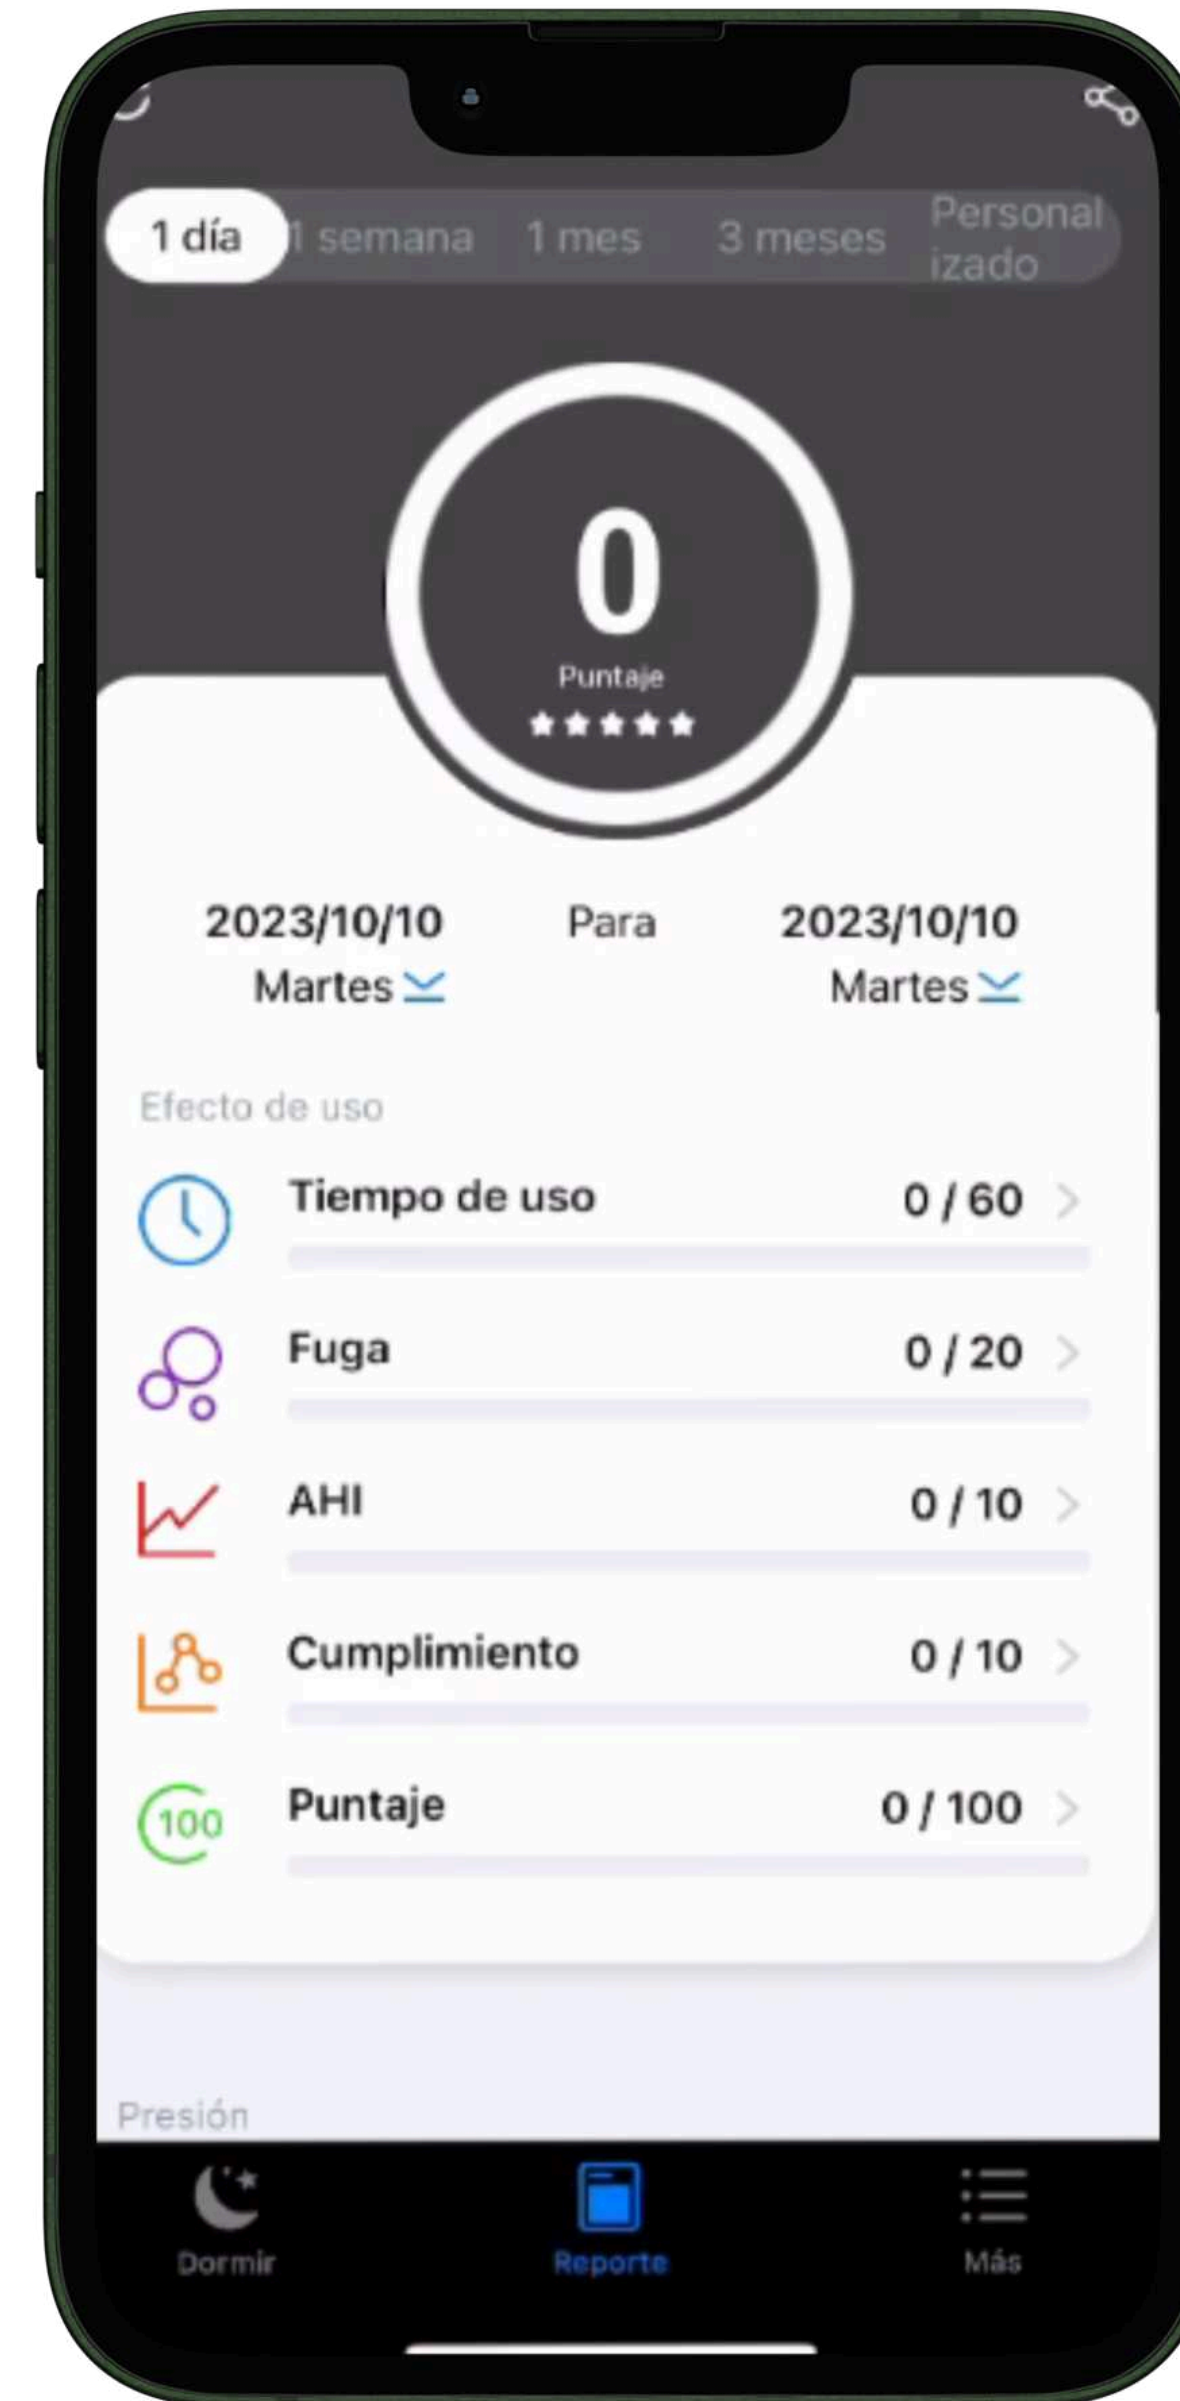 1 día
1 semana
1 mes
3 meses
Personal
izado
0
Puntaje
2023/10/10 Para 2023/10/10
Martes Martes
Efecto de uso
Tiempo de uso 0 / 60
Fuga 0 / 20
AHI 0 / 10
Cumplimiento 0 / 10
100 Puntaje 0 / 100
Presión
Dormir Reporte Más